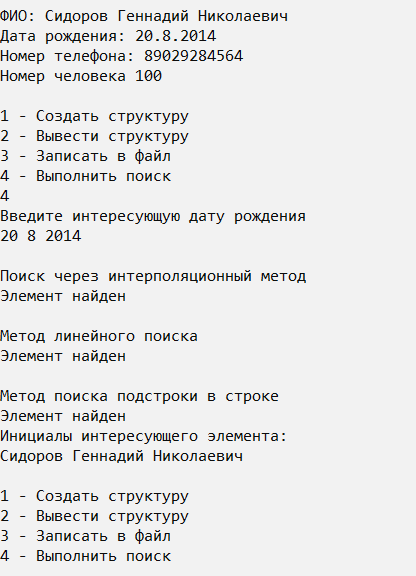 ФИО: Сидоров Геннадий Николаевич
Дата рождения: 20.8.2014
Номер телефона: 89029284564
Номер человека 100
1 - Создать структуру
2 - Вывести структуру
3 - Записать в файл
4 - Выполнить поиск
4
Введите интересующую дату рождения
20 8 2014
Поиск через интерполяционный метод
Элемент найден
Метод линейного поиска
Элемент найден
Метод поиска подстроки в строке
Элемент найден
Инициалы интересующего элемента:
Сидоров Геннадий Николаевич
1 - Создать структуру
2 - Вывести структуру
3 - Записать в файл
4 - Выполнить поиск